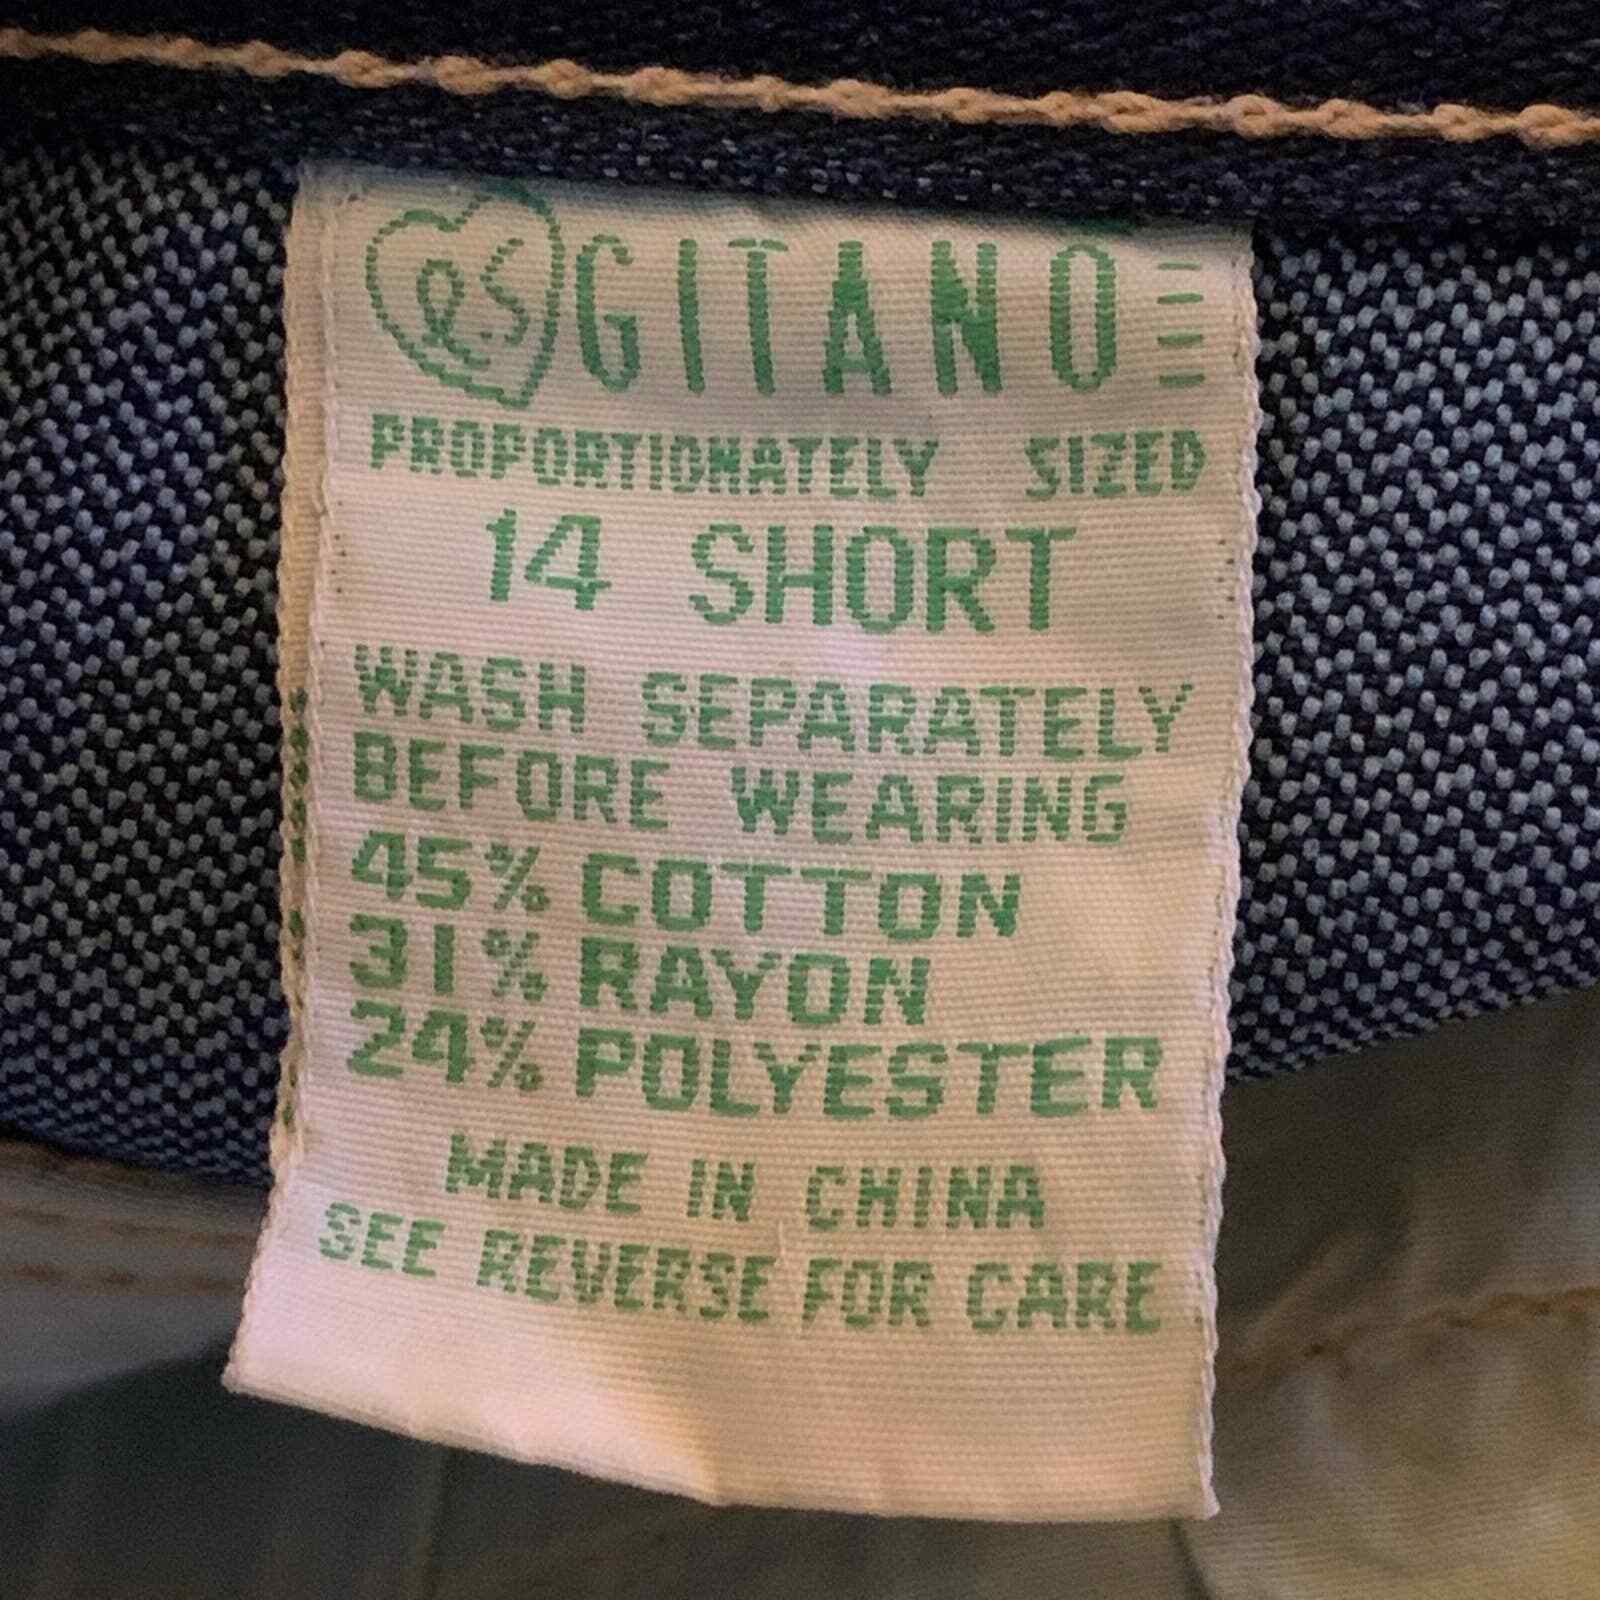 GITANO
PROPORTIONATELY SIZED
14 SHORT
WASH SEPARATELY
BEFORE WEARING
45% COTTON
31% RAYON
24% POLYESTER
MADE IN CHINA
SEE REVERSE FOR CARE